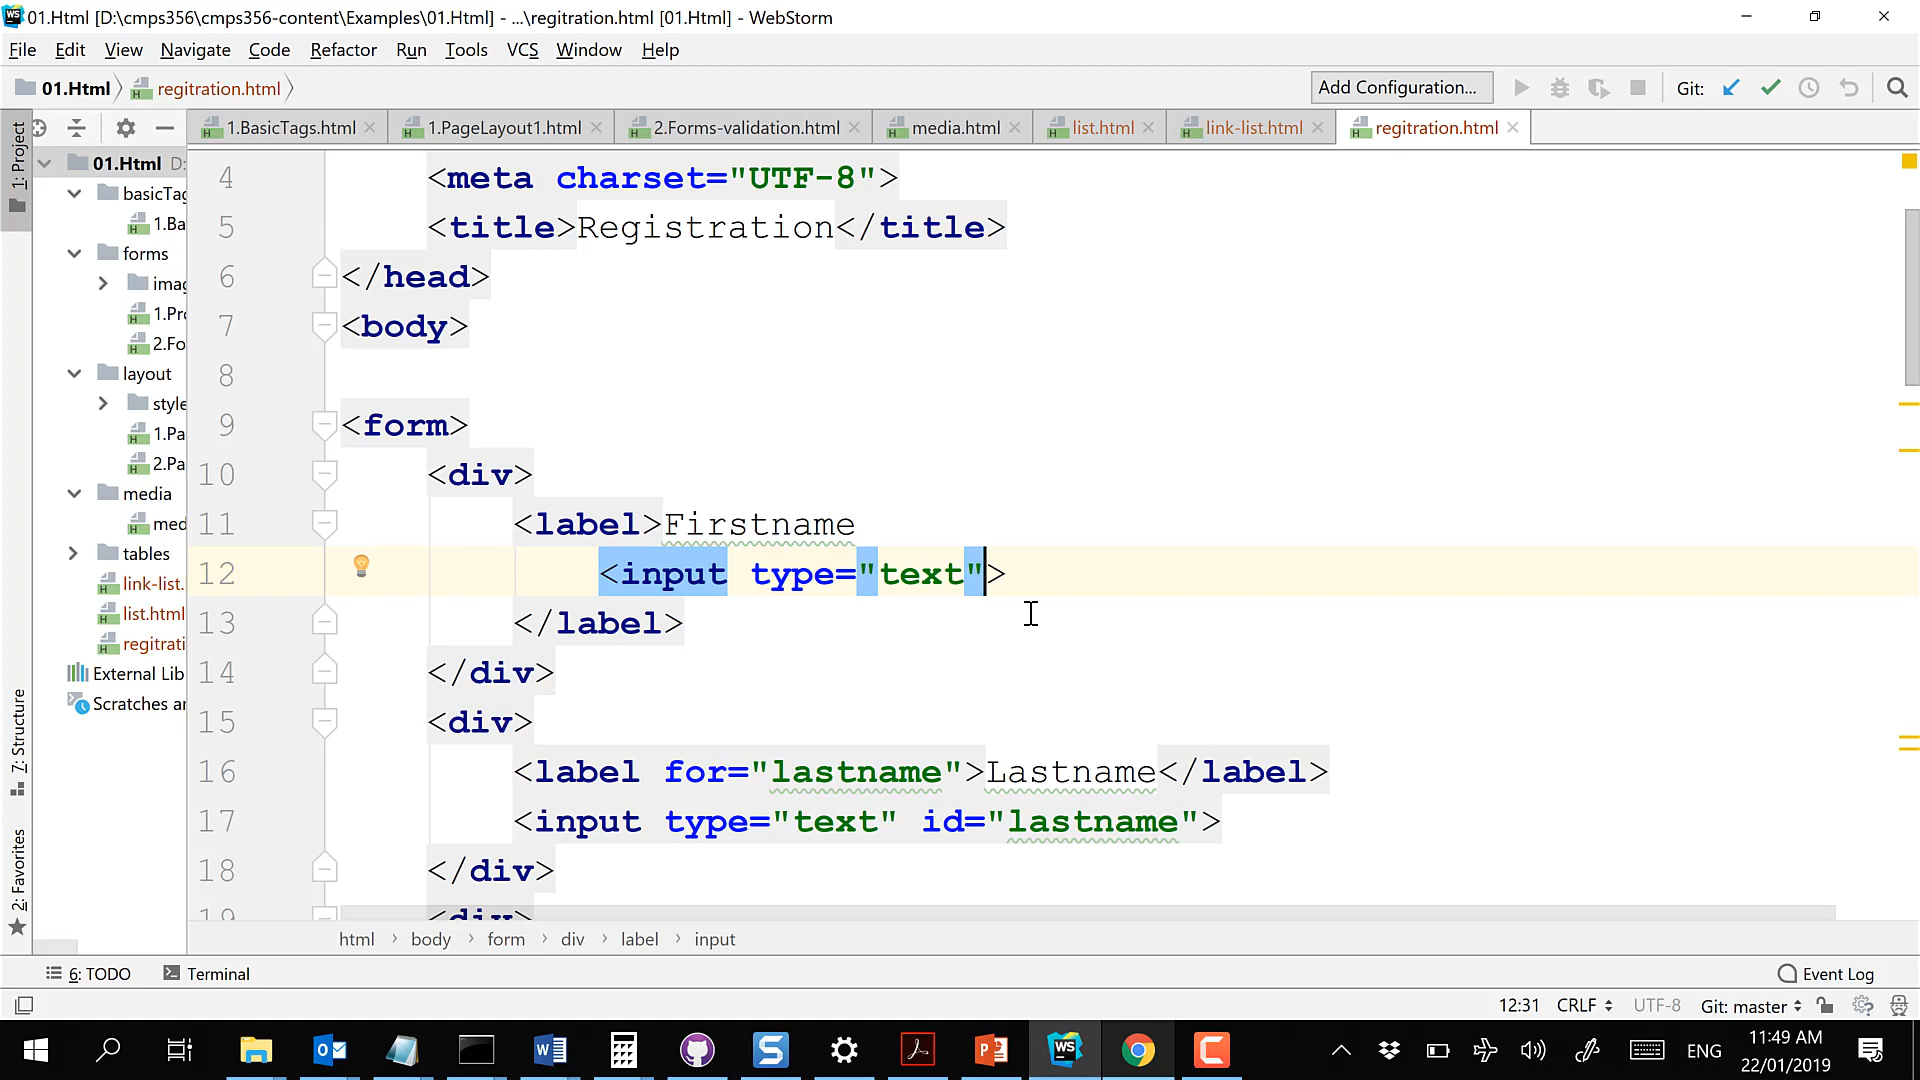 01.Html [D:\cmps356\cmps356-content\Examples\01.Html] - ...\regitration.html [01.Html] - WebStorm
File Edit View Navigate Code Refactor Run Tools VCS Window Help
01.Html regitration.html Add Configuration... Git:
1.BasicTags.html 1.PageLayout1.html 2.Forms-validation.html media.html list.html link-list.html regitration.html
1: Project
7: Structure
2: Favorites
01.Html D:
basicTag
1.Ba
forms
imag
1.Pro
2.Fo
layout
style
1.Pa
2.Pa
media
med
tables
link-list.
list.html
regitrati
External Lib
Scratches an
4 <meta charset="UTF-8">
5 <title>Registration</title>
6 </head>
7 <body>
8
9 <form>
10 <div>
11 <label>Firstname
12 <input type="text">
13 </label>
14 </div>
15 <div>
16 <label for="lastname">Lastname</label>
17 <input type="text" id="lastname">
18 </div>
19 <div>
html body form div label input
6: TODO Terminal Event Log
12:31 CRLF UTF-8 Git: master
ENG 11:49 AM
22/01/2019